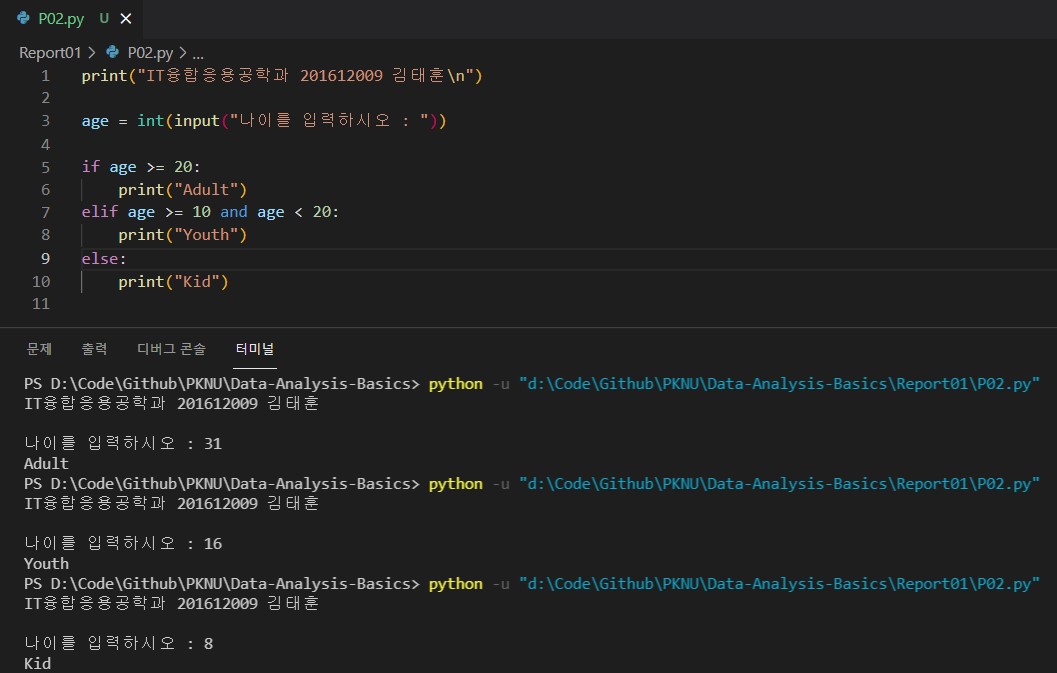 P02.py U
Report01 > P02.py > ...
1 print("IT융합응용공학과 201612009 김태훈\n")
2
3 age = int(input("나이를 입력하시오 : "))
4
5 if age >= 20:
6     print("Adult")
7 elif age >= 10 and age < 20:
8     print("Youth")
9 else:
10     print("Kid")
11
문제 출력 디버그 콘솔 터미널
PS D:\Code\Github\PKNU\Data-Analysis-Basics> python -u "d:\Code\Github\PKNU\Data-Analysis-Basics\Report01\P02.py"
IT융합응용공학과 201612009 김태훈
나이를 입력하시오 : 31
Adult
PS D:\Code\Github\PKNU\Data-Analysis-Basics> python -u "d:\Code\Github\PKNU\Data-Analysis-Basics\Report01\P02.py"
IT융합응용공학과 201612009 김태훈
나이를 입력하시오 : 16
Youth
PS D:\Code\Github\PKNU\Data-Analysis-Basics> python -u "d:\Code\Github\PKNU\Data-Analysis-Basics\Report01\P02.py"
IT융합응용공학과 201612009 김태훈
나이를 입력하시오 : 8
Kid